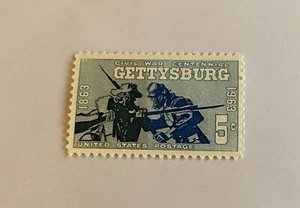 CIVIL WAR CENTENNIAL
GETTYSBURG
1863
1963
5¢
UNITED STATES POSTAGE